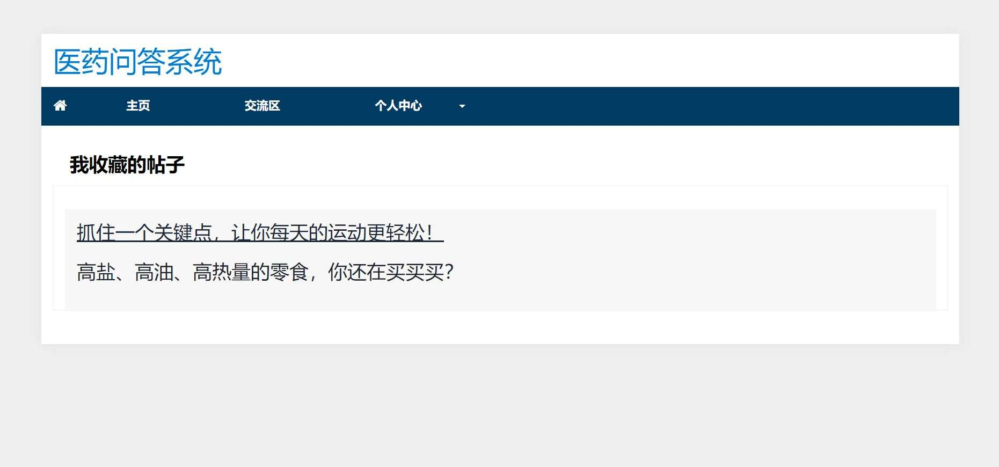 医药问答系统
主页 交流区 个人中心
我收藏的帖子
抓住一个关键点，让你每天的运动更轻松！
高盐、高油、高热量的零食，你还在买买买？